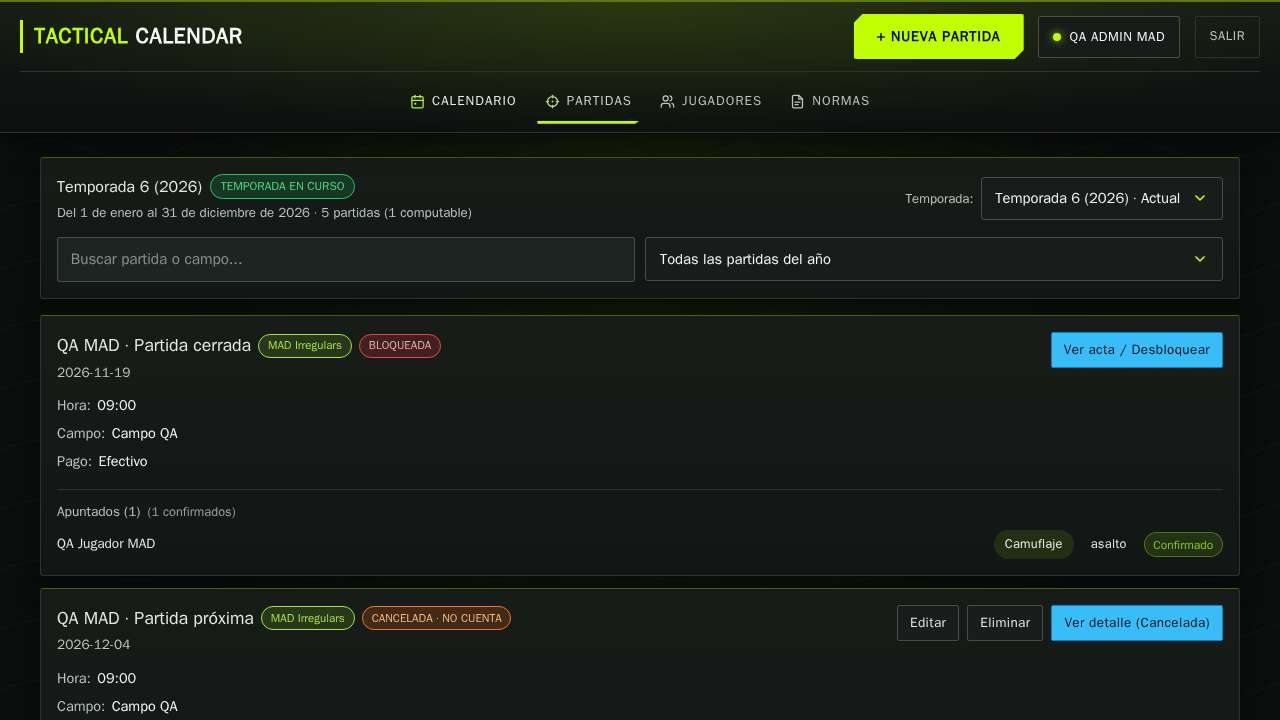 TACTICAL CALENDAR
+ NUEVA PARTIDA
QA ADMIN MAD
SALIR
CALENDARIO
PARTIDAS
JUGADORES
NORMAS
Temporada 6 (2026)
TEMPORADA EN CURSO
Del 1 de enero al 31 de diciembre de 2026 · 5 partidas (1 computable)
Temporada:
Temporada 6 (2026) · Actual
Buscar partida o campo...
Todas las partidas del año
QA MAD · Partida cerrada
MAD Irregulars
BLOQUEADA
Ver acta / Desbloquear
2026-11-19
Hora: 09:00
Campo: Campo QA
Pago: Efectivo
Apuntados (1) (1 confirmados)
QA Jugador MAD
Camuflaje
asalto
Confirmado
QA MAD · Partida próxima
MAD Irregulars
CANCELADA · NO CUENTA
Editar
Eliminar
Ver detalle (Cancelada)
2026-12-04
Hora: 09:00
Campo: Campo QA